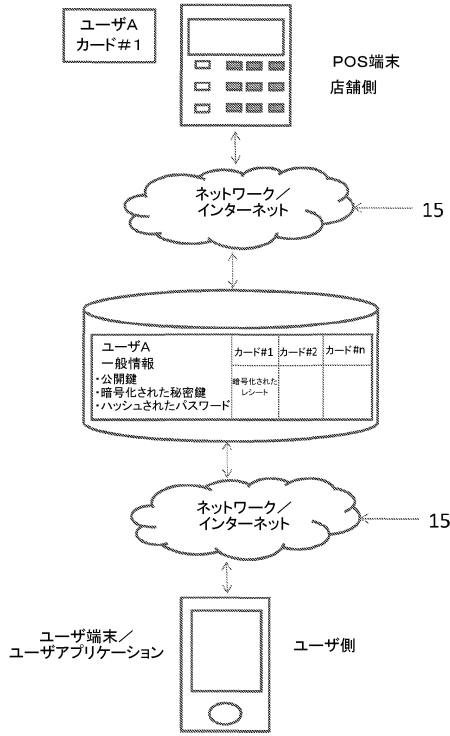 ユーザA
カード#1
POS端末
店舗側
ネットワーク/
インターネット
15
ユーザA
一般情報
・公開鍵
・暗号化された秘密鍵
・ハッシュされたパスワード
カード#1
カード#2
カード#n
暗号化された
レシート
ネットワーク/
インターネット
15
ユーザ端末/
ユーザアプリケーション
ユーザ側